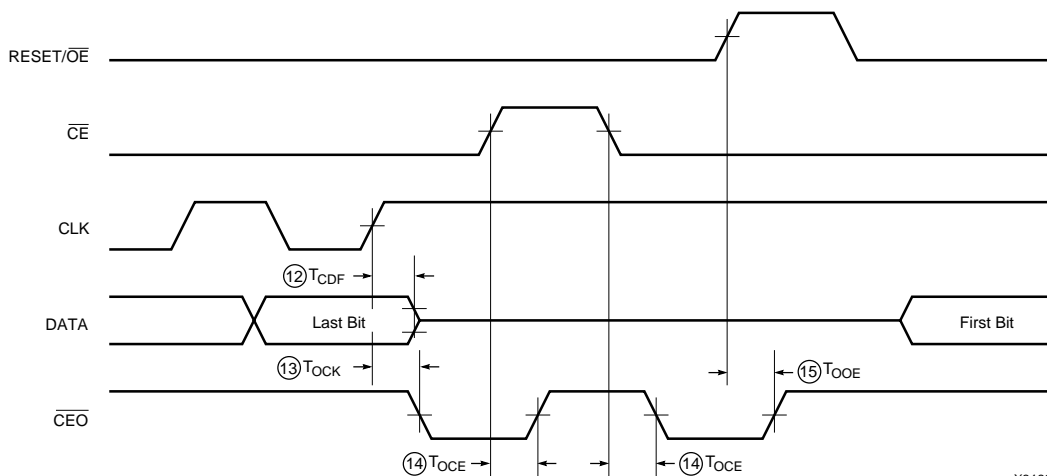 RESET/OE
CE
CLK
⑫ TCDF
DATA
Last Bit
First Bit
⑬ TOCK
⑮ TOOE
CEO
⑭ TOCE
⑭ TOCE